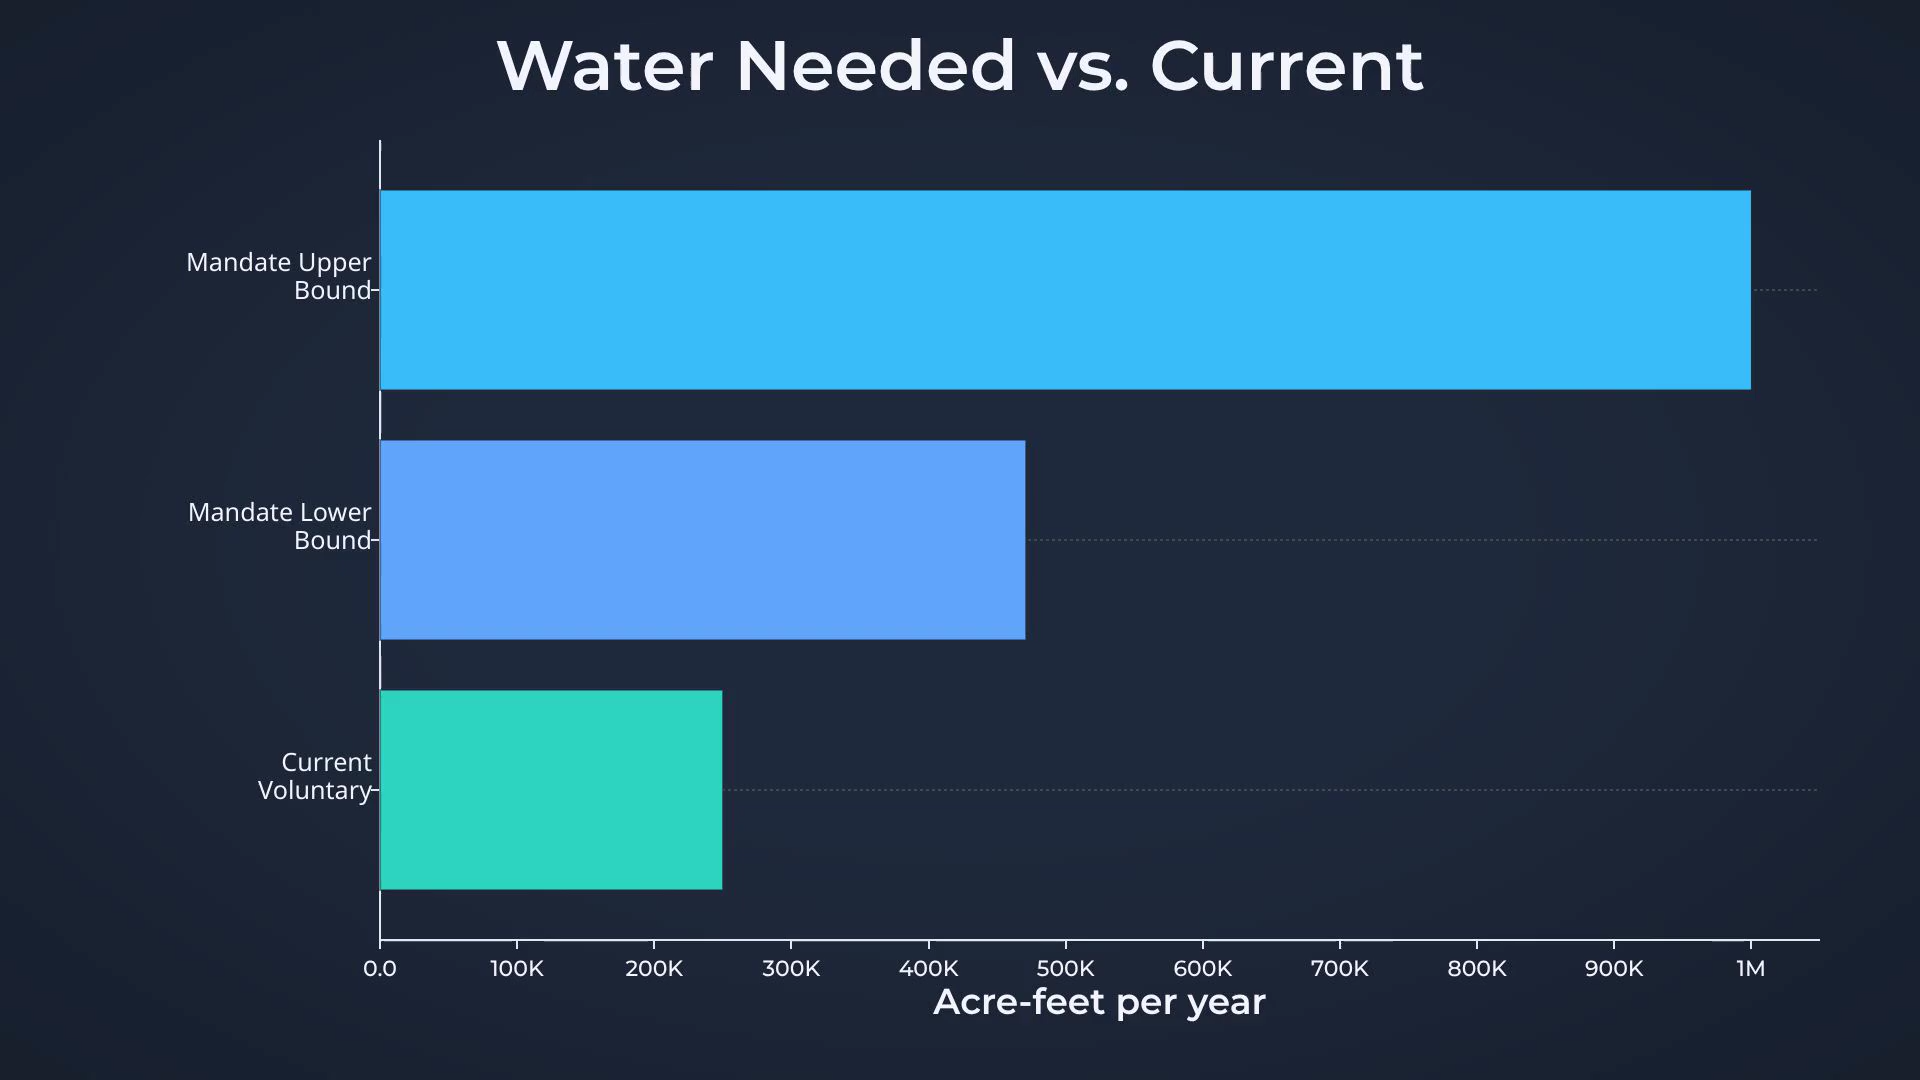 Water Needed vs. Current
Mandate Upper
Bound
Mandate Lower
Bound
Current
Voluntary
0.0 100K 200K 300K 400K 500K 600K 700K 800K 900K 1M
Acre-feet per year